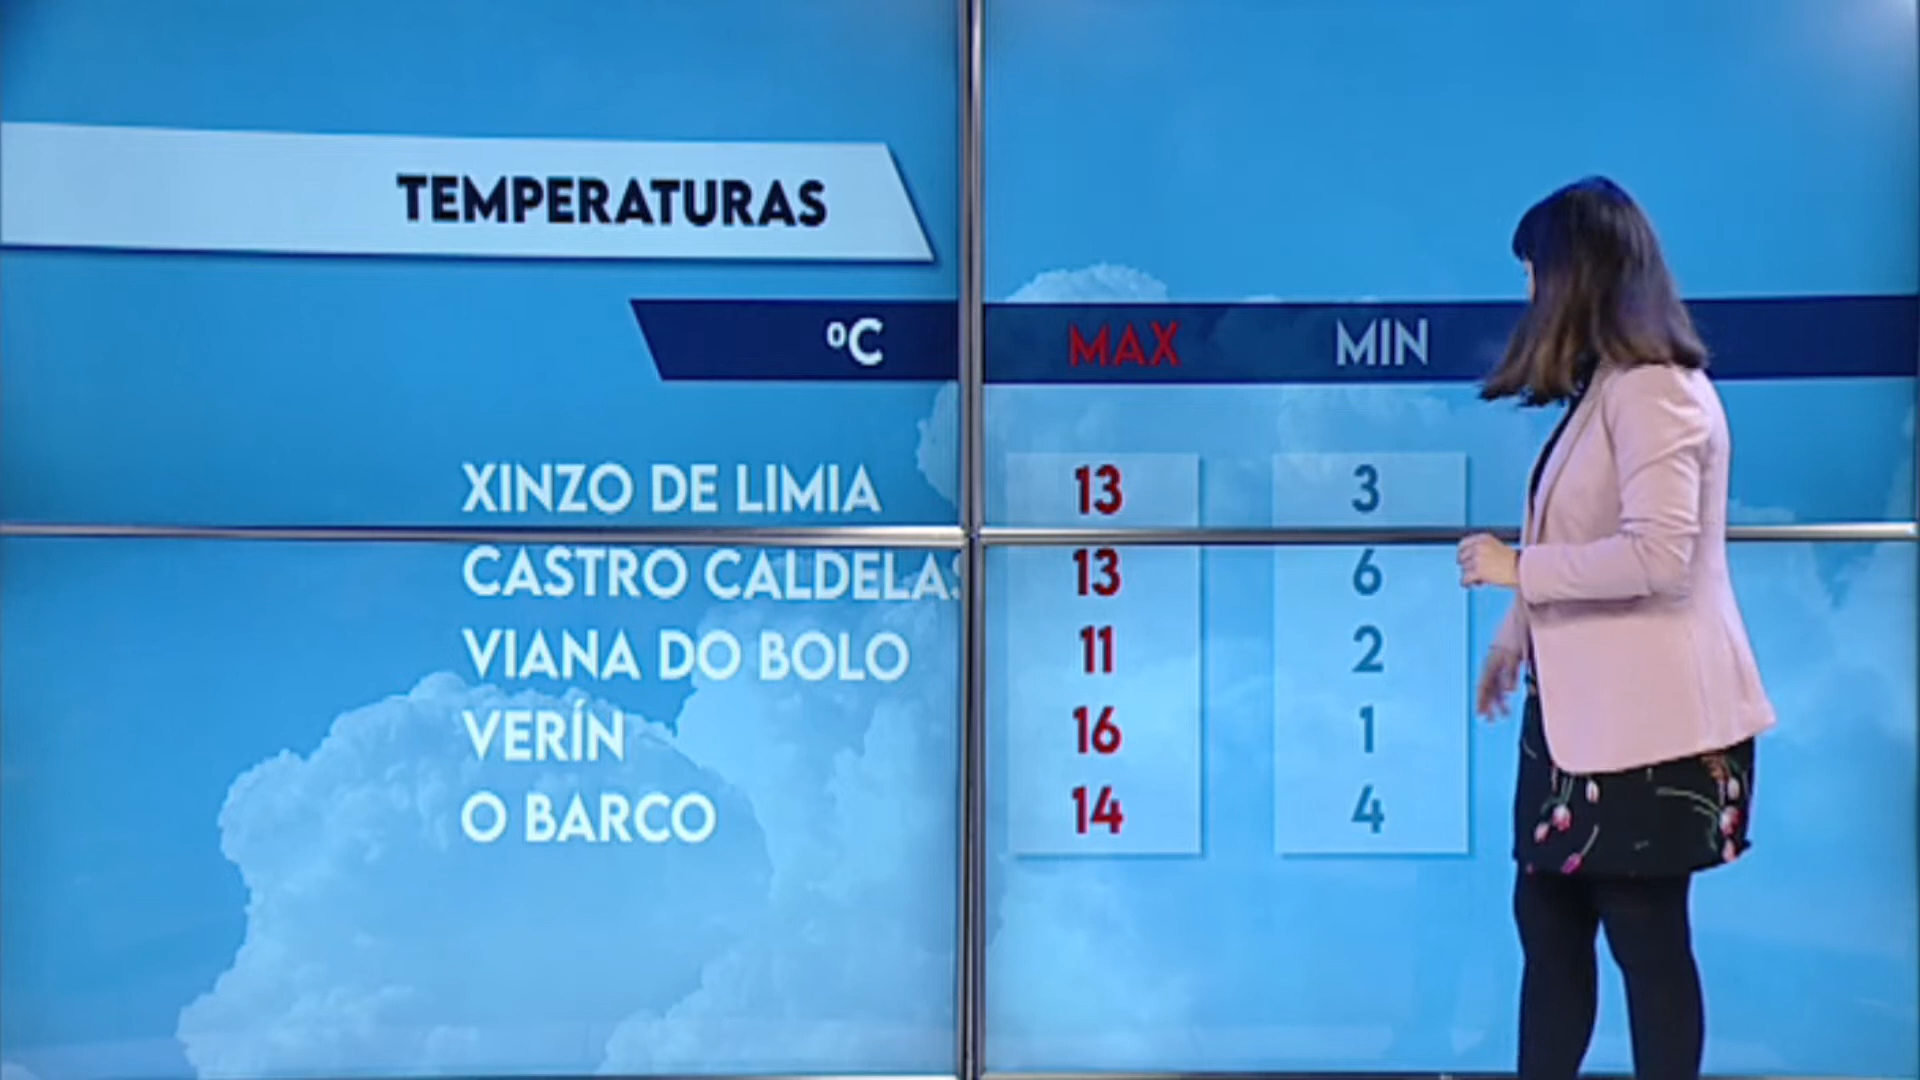 TEMPERATURAS
ºC MAX MIN
XINZO DE LIMIA 13 3
CASTRO CALDELAS 13 6
VIANA DO BOLO 11 2
VERÍN 16 1
O BARCO 14 4